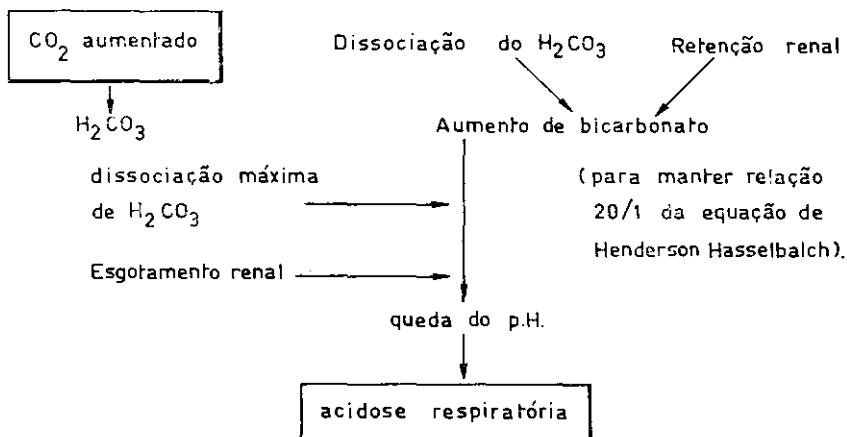 CO2 aumentado
Dissociação do H2CO3
Retenção renal
H2CO3
Aumento de bicarbonato
dissociação máxima
de H2CO3
(para manter relação
20/1 da equação de
Henderson Hasselbalch).
Esgotamento renal
queda do p.H.
acidose respiratória